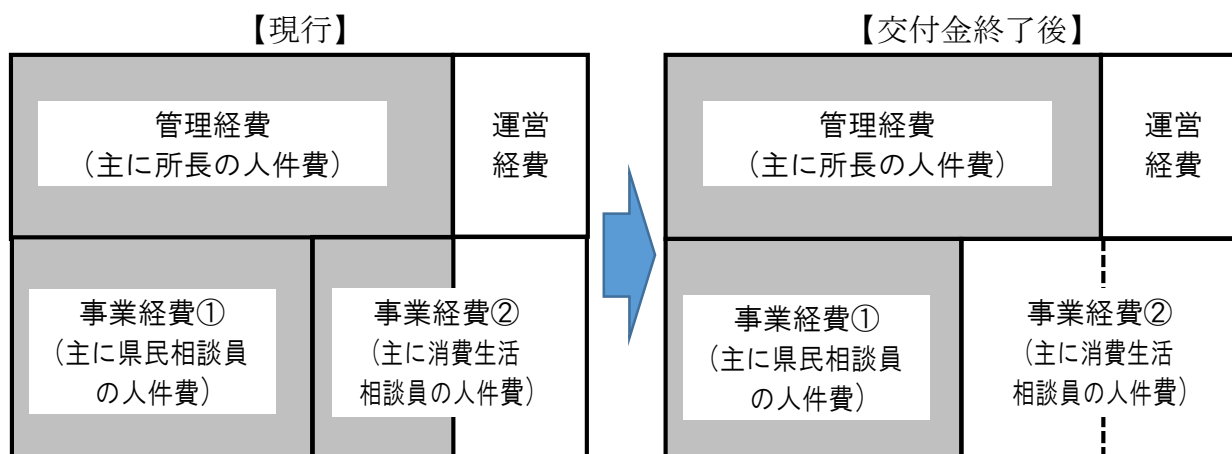 【現行】
管理経費
（主に所長の人件費）
運営
経費
事業経費①
（主に県民相談員
の人件費）
事業経費②
（主に消費生活
相談員の人件費）
【交付金終了後】
管理経費
（主に所長の人件費）
運営
経費
事業経費①
（主に県民相談員
の人件費）
事業経費②
（主に消費生活
相談員の人件費）